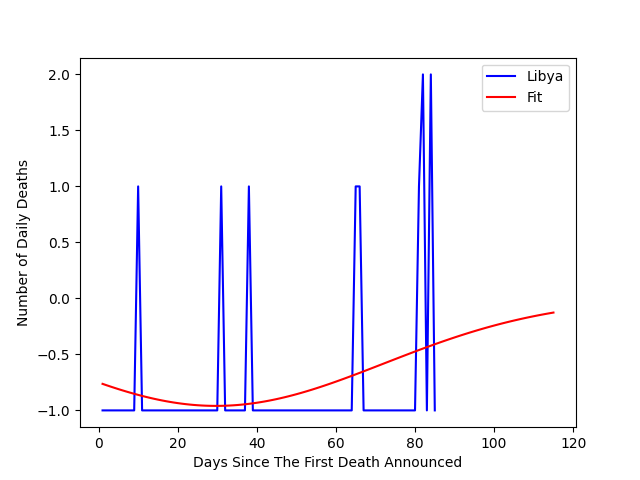 Libya
Fit
2.0
1.5
1.0
0.5
0.0
−0.5
−1.0
Number of Daily Deaths
0 20 40 60 80 100 120
Days Since The First Death Announced